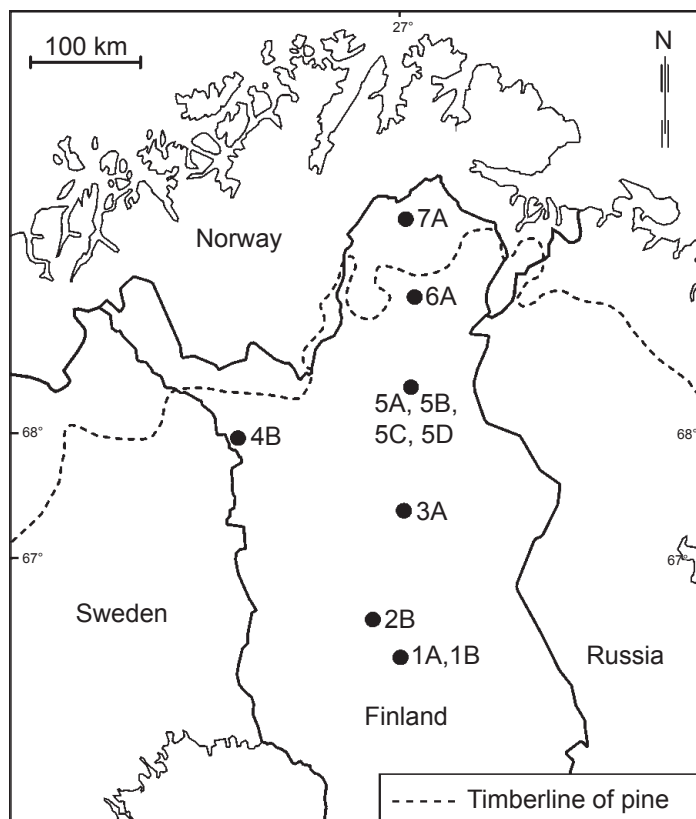 27°
100 km
N
7A
Norway
6A
5A, 5B,
5C, 5D
68°
4B
68°
3A
67°
67°
2B
Sweden
1A,1B
Russia
Finland
Timberline of pine